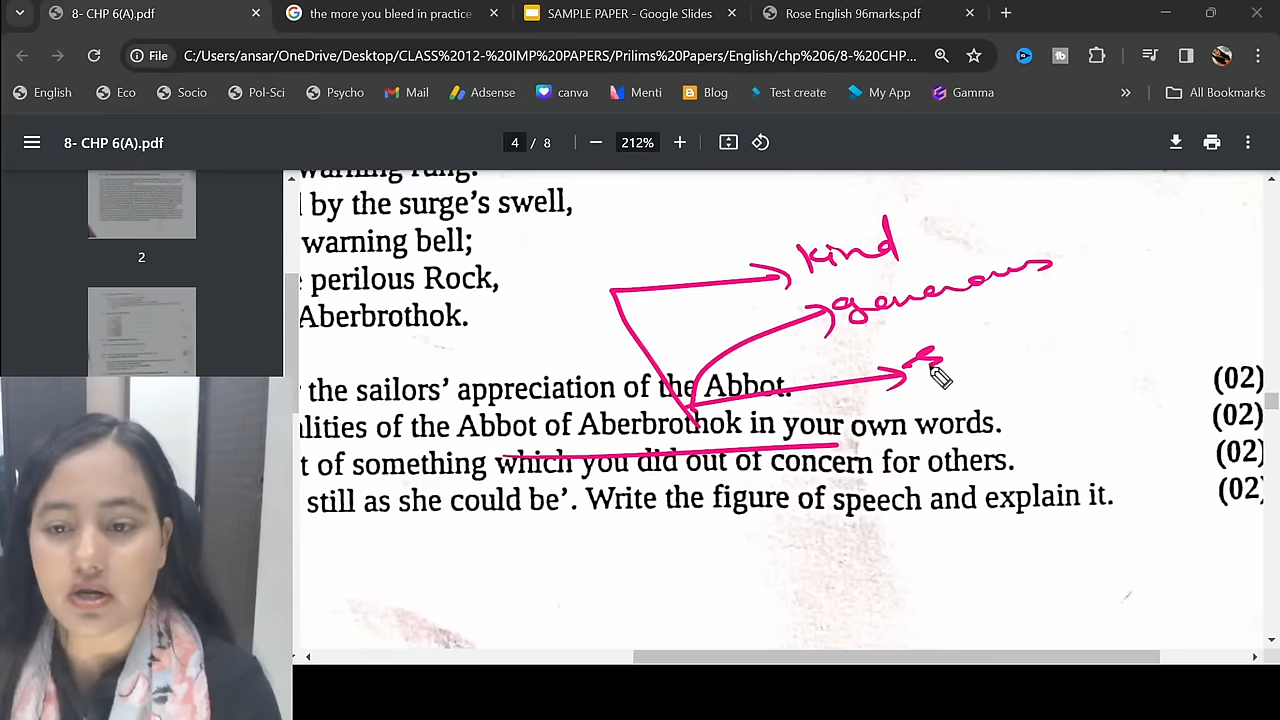 8- CHP 6(A).pdf
the more you bleed in practice
SAMPLE PAPER - Google Slides
Rose English 96marks.pdf
File
C:/Users/ansar/OneDrive/Desktop/CLASS%2012-%20IMP%20PAPERS/Prilims%20Papers/English/chp%206/8-%20CHP...
English
Eco
Socio
Pol-Sci
Psycho
Mail
Adsense
canva
Menti
Blog
Test create
My App
Gamma
All Bookmarks
8- CHP 6(A).pdf
4 / 8
212%
2
warning rung.
by the surge's swell,
warning bell;
perilous Rock,
Aberbrothok.
kind
generous
the sailors' appreciation of the Abbot. (02)
lities of the Abbot of Aberbrothok in your own words. (02)
t of something which you did out of concern for others. (02)
still as she could be'. Write the figure of speech and explain it. (02)